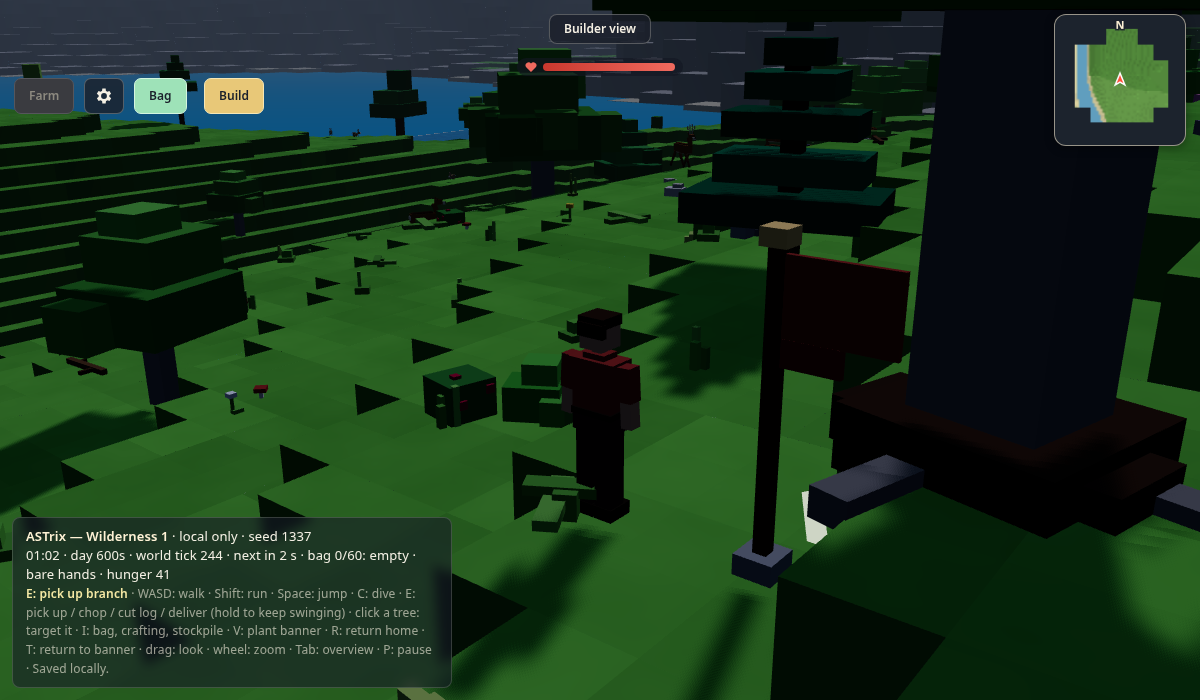 Builder view
N
Farm
Bag
Build
ASTrix — Wilderness 1 · local only · seed 1337
01:02 · day 600s · world tick 244 · next in 2 s · bag 0/60: empty ·
bare hands · hunger 41
E: pick up branch · WASD: walk · Shift: run · Space: jump · C: dive · E:
pick up / chop / cut log / deliver (hold to keep swinging) · click a tree:
target it · I: bag, crafting, stockpile · V: plant banner · R: return home ·
T: return to banner · drag: look · wheel: zoom · Tab: overview · P: pause
· Saved locally.